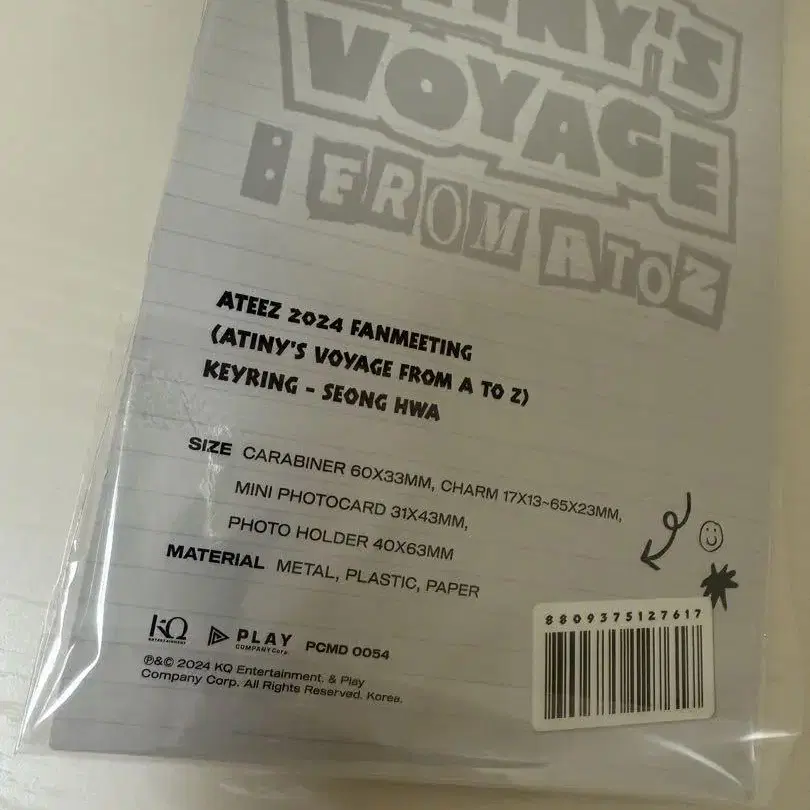 ATINY'S
VOYAGE
: FROM A TO Z
ATEEZ 2024 FANMEETING
(ATINY'S VOYAGE FROM A TO Z)
KEYRING - SEONG HWA
SIZE CARABINER 60X33MM, CHARM 17X13~65X23MM,
MINI PHOTOCARD 31X43MM,
PHOTO HOLDER 40X63MM
MATERIAL METAL, PLASTIC, PAPER
8809375127617
KQ ENTERTAINMENT PLAY COMPANY Corp. PCMD 0054
℗&© 2024 KQ Entertainment. & Play
Company Corp. All Rights Reserved. Korea.